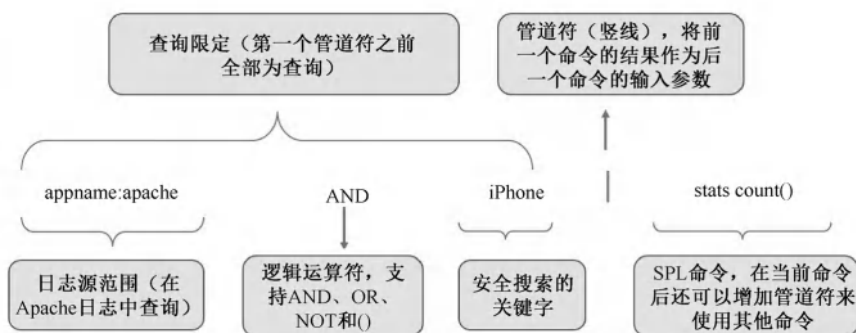 查询限定（第一个管道符之前
全部为查询）
管道符（竖线），将前
一个命令的结果作为后
一个命令的输入参数
appname:apache
AND
iPhone
|
stats count()
日志源范围（在
Apache日志中查询）
逻辑运算符，支
持AND、OR、
NOT和()
安全搜索的
关键字
SPL命令，在当前命令
后还可以增加管道符来
使用其他命令